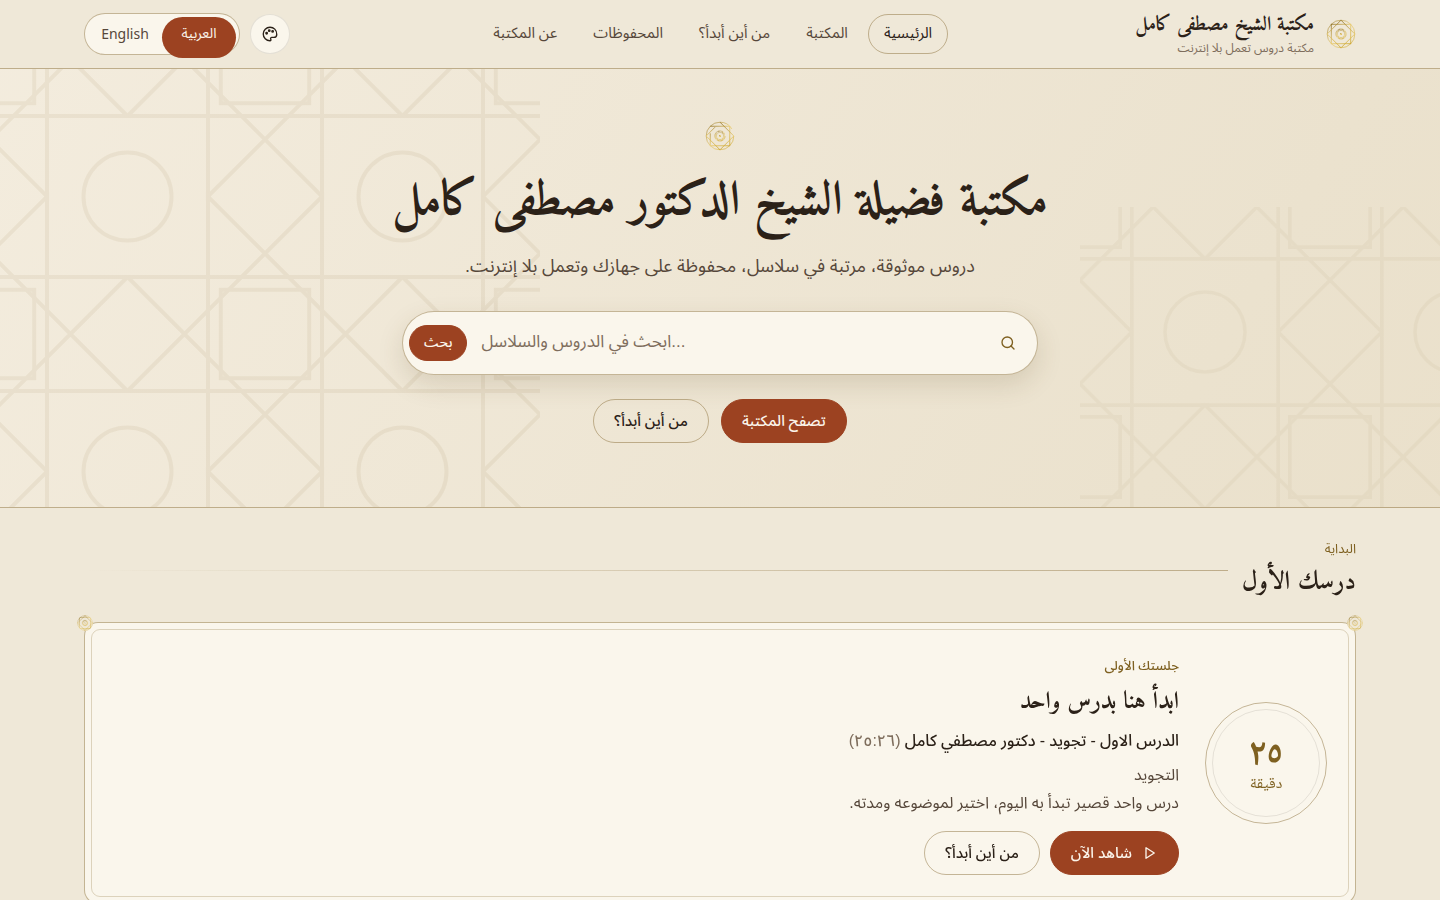 مكتبة الشيخ مصطفى كامل
مكتبة دروس تعمل بلا إنترنت
الرئيسية
المكتبة
من أين أبدأ؟
المحفوظات
عن المكتبة
العربية
English
مكتبة فضيلة الشيخ الدكتور مصطفى كامل
دروس موثوقة، مرتبة في سلاسل، محفوظة على جهازك وتعمل بلا إنترنت.
ابحث في الدروس والسلاسل...
بحث
تصفح المكتبة
من أين أبدأ؟
البداية
درسك الأول
٢٥
دقيقة
جلستك الأولى
ابدأ هنا بدرس واحد
الدرس الاول - تجويد - دكتور مصطفي كامل (٢٥:٢٦)
التجويد
درس واحد قصير تبدأ به اليوم، اختير لموضوعه ومدته.
شاهد الآن
من أين أبدأ؟